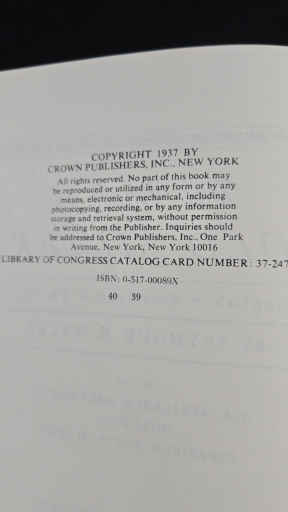 COPYRIGHT 1937 BY
CROWN PUBLISHERS, INC., NEW YORK
All rights reserved. No part of this book may
be reproduced or utilized in any form or by any
means, electronic or mechanical, including
photocopying, recording, or by any information
storage and retrieval system, without permission
in writing from the Publisher. Inquiries should
be addressed to Crown Publishers, Inc., One Park
Avenue, New York, New York 10016
LIBRARY OF CONGRESS CATALOG CARD NUMBER: 37-247
ISBN: 0-517-00089X
40 39